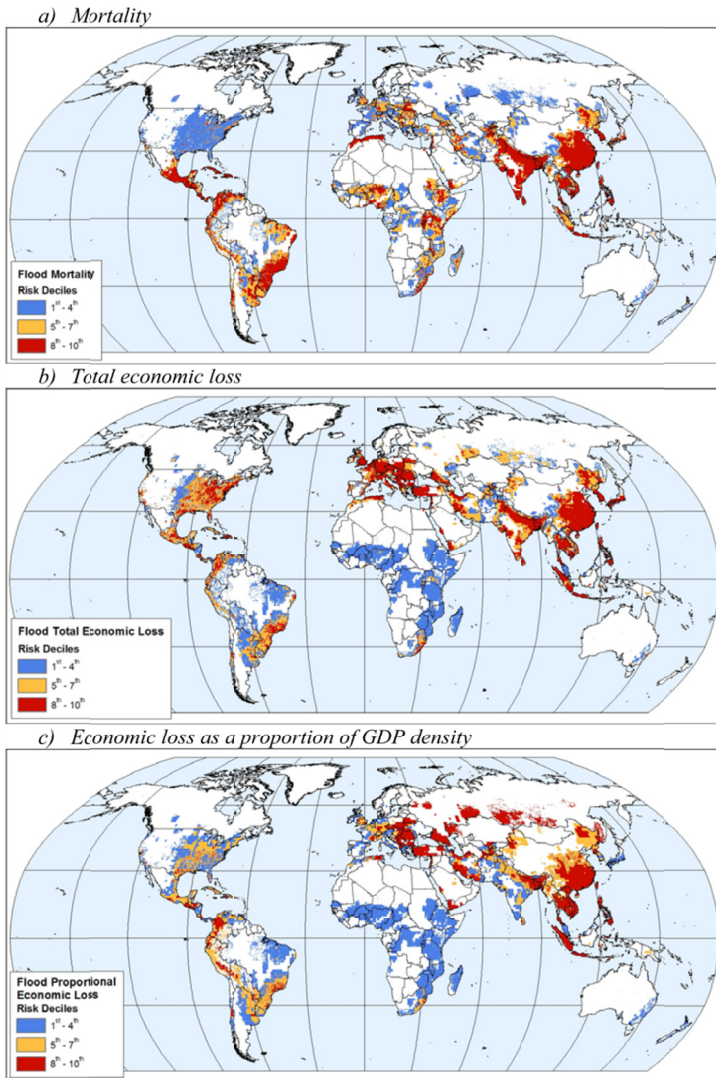 a) Mortality
Flood Mortality
Risk Deciles
1st - 4th
5th - 7th
8th - 10th
b) Total economic loss
Flood Total Economic Loss
Risk Deciles
1st - 4th
5th - 7th
8th - 10th
c) Economic loss as a proportion of GDP density
Flood Proportional
Economic Loss
Risk Deciles
1st - 4th
5th - 7th
8th - 10th